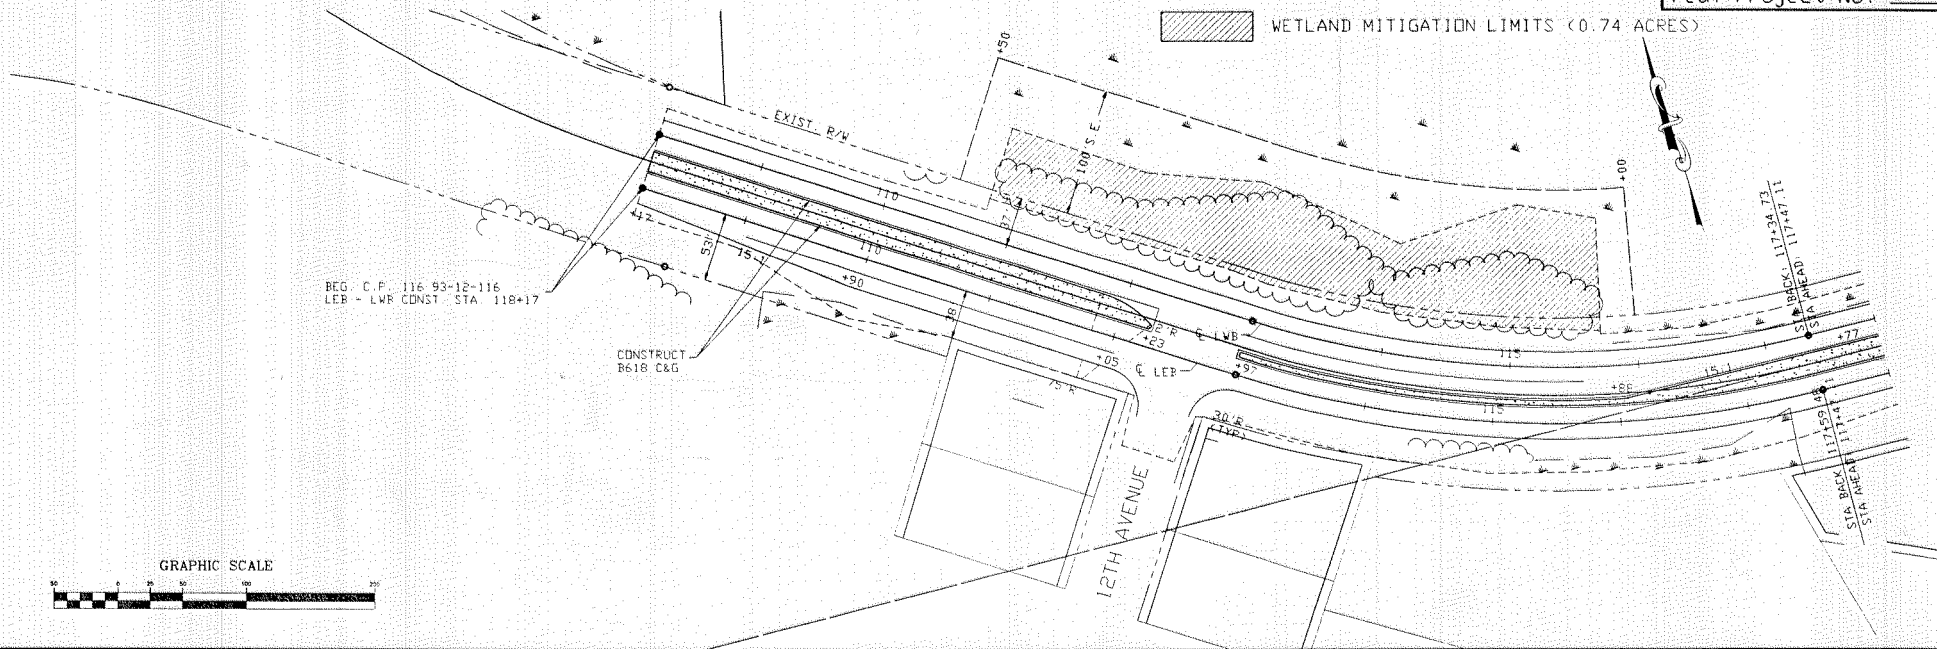 WETLAND MITIGATION LIMITS (0.74 ACRES)
+50
EXIST. R/W
100' S.E.
+00
110
37'
STA. BACK: 117+34.73
STA. AHEAD: 117+47.11
+12
53'
15:1
110
+90
BEG. C.P. 116 93-12-116
LEB - LWB CONST. STA. 118+17
38'
CONSTRUCT
B618 C&G
2'R
+23
℄ LWB
+05
℄ LEB
+97
115
115
+88
15:1
+77
75'R
30'R
(TYP)
12TH AVENUE
STA. BACK
STA. AHEAD
GRAPHIC SCALE
50 0 25 50 100 200